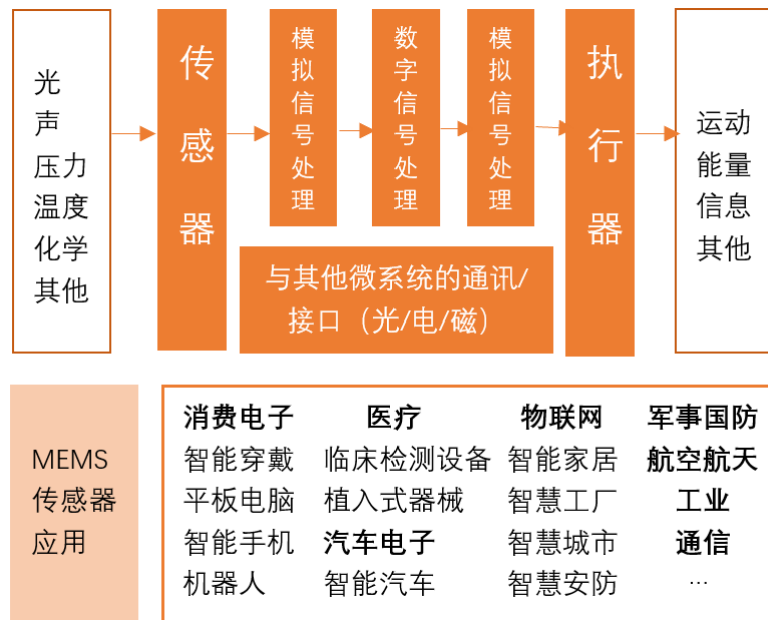 光
声
压力
温度
化学
其他
传感器
模拟信号处理
数字信号处理
模拟信号处理
执行器
运动
能量
信息
其他
与其他微系统的通讯/
接口（光/电/磁）
MEMS
传感器
应用
消费电子
智能穿戴
平板电脑
智能手机
机器人
医疗
临床检测设备
植入式器械
汽车电子
智能汽车
物联网
智能家居
智慧工厂
智慧城市
智慧安防
军事国防
航空航天
工业
通信
…